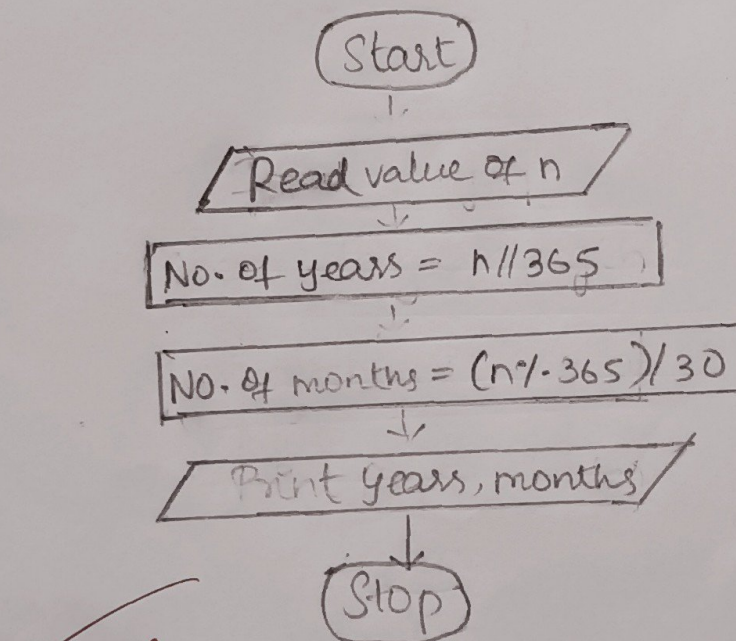 Start
Read value of n
No. of years = n//365
No. of months = (n%365)/30
Print years, months
Stop